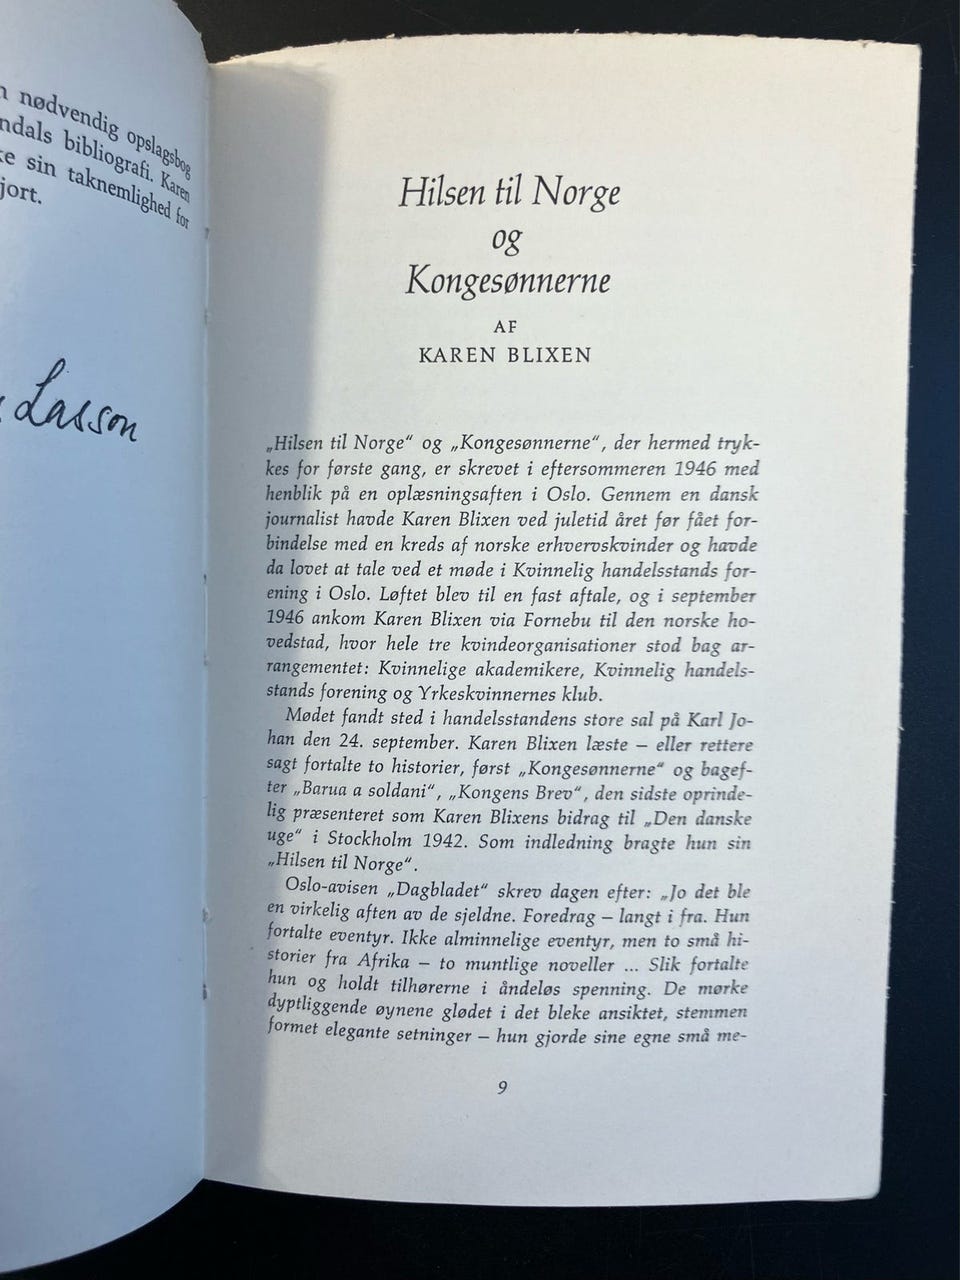 nødvendig opslagsbog
ndals bibliografi. Karen
sin taknemlighed for
jort.
Lasson
Hilsen til Norge
og
Kongesønnerne
AF
KAREN BLIXEN
„Hilsen til Norge“ og „Kongesønnerne“, der hermed tryk-
kes for første gang, er skrevet i eftersommeren 1946 med
henblik på en oplæsningsaften i Oslo. Gennem en dansk
journalist havde Karen Blixen ved juletid året før fået for-
bindelse med en kreds af norske erhvervskvinder og havde
da lovet at tale ved et møde i Kvinnelig handelsstands for-
ening i Oslo. Løftet blev til en fast aftale, og i september
1946 ankom Karen Blixen via Fornebu til den norske ho-
vedstad, hvor hele tre kvindeorganisationer stod bag ar-
rangementet: Kvinnelige akademikere, Kvinnelig handels-
stands forening og Yrkeskvinnernes klub.
Mødet fandt sted i handelsstandens store sal på Karl Jo-
han den 24. september. Karen Blixen læste – eller rettere
sagt fortalte to historier, først „Kongesønnerne“ og bagef-
ter „Barua a soldani“, „Kongens Brev“, den sidste oprinde-
lig præsenteret som Karen Blixens bidrag til „Den danske
uge“ i Stockholm 1942. Som indledning bragte hun sin
„Hilsen til Norge“.
Oslo-avisen „Dagbladet“ skrev dagen efter: „Jo det ble
en virkelig aften av de sjeldne. Foredrag – langt i fra. Hun
fortalte eventyr. Ikke alminnelige eventyr, men to små hi-
storier fra Afrika – to muntlige noveller ... Slik fortalte
hun og holdt tilhørerne i åndeløs spenning. De mørke
dyptliggende øynene glødet i det bleke ansiktet, stemmen
formet elegante setninger – hun gjorde sine egne små me-
9